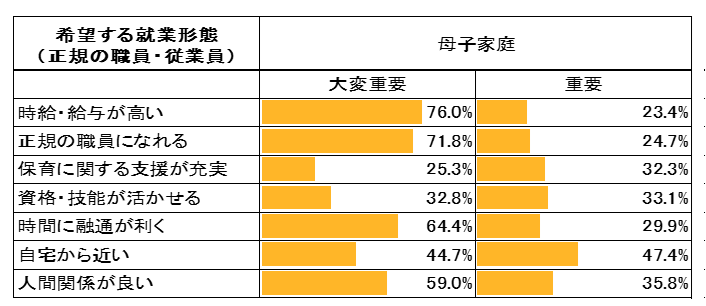 希望する就業形態
（正規の職員・従業員）
母子家庭
大変重要 重要
時給・給与が高い 76.0% 23.4%
正規の職員になれる 71.8% 24.7%
保育に関する支援が充実 25.3% 32.3%
資格・技能が活かせる 32.8% 33.1%
時間に融通が利く 64.4% 29.9%
自宅から近い 44.7% 47.4%
人間関係が良い 59.0% 35.8%